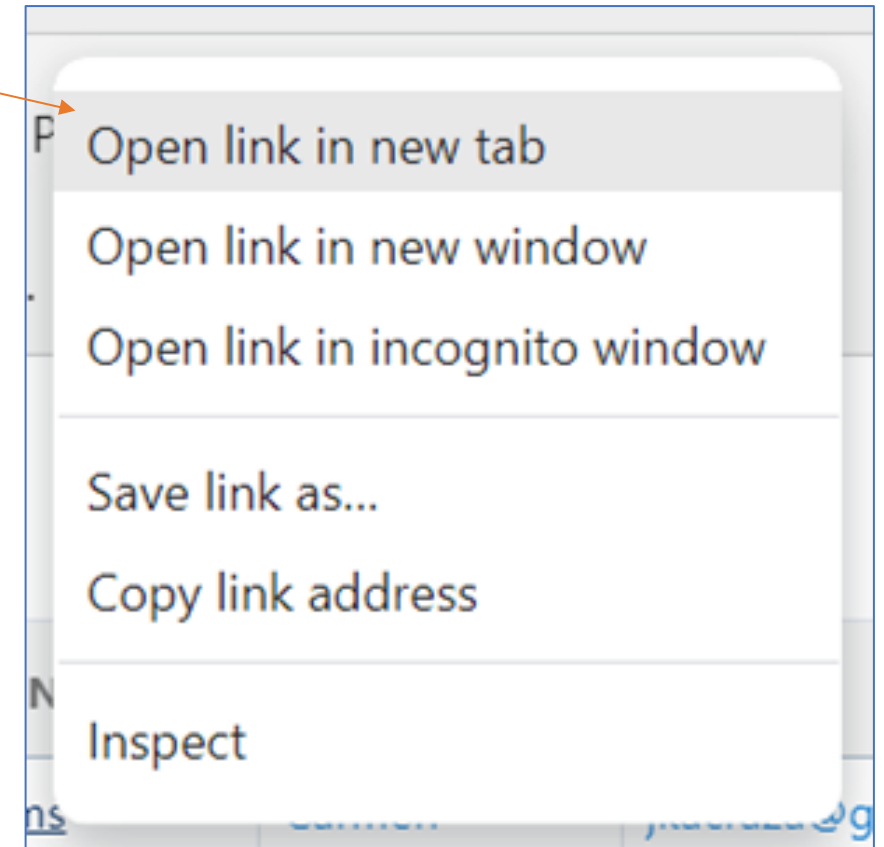 P
Open link in new tab
Open link in new window
.
Open link in incognito window
Save link as...
Copy link address
N
Inspect
ns